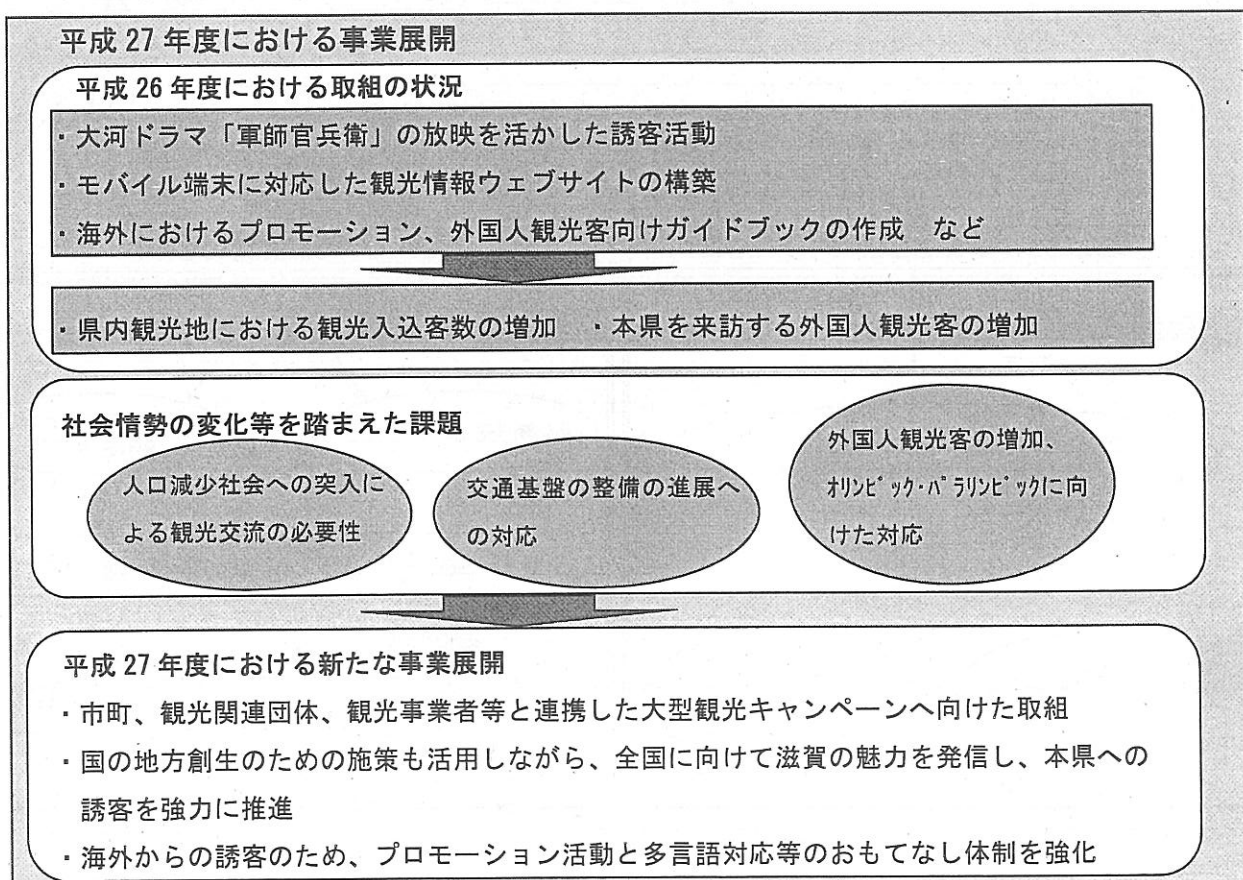 平成 27 年度における事業展開
平成 26 年度における取組の状況
・大河ドラマ「軍師官兵衛」の放映を活かした誘客活動
・モバイル端末に対応した観光情報ウェブサイトの構築
・海外におけるプロモーション、外国人観光客向けガイドブックの作成　など
・県内観光地における観光入込客数の増加　・本県を来訪する外国人観光客の増加
社会情勢の変化等を踏まえた課題
人口減少社会への突入に
よる観光交流の必要性
交通基盤の整備の進展へ
の対応
外国人観光客の増加、
ｵﾘﾝﾋﾟｯｸ・ﾊﾟﾗﾘﾝﾋﾟｯｸに向
けた対応
平成 27 年度における新たな事業展開
・市町、観光関連団体、観光事業者等と連携した大型観光キャンペーンへ向けた取組
・国の地方創生のための施策も活用しながら、全国に向けて滋賀の魅力を発信し、本県への
誘客を強力に推進
・海外からの誘客のため、プロモーション活動と多言語対応等のおもてなし体制を強化